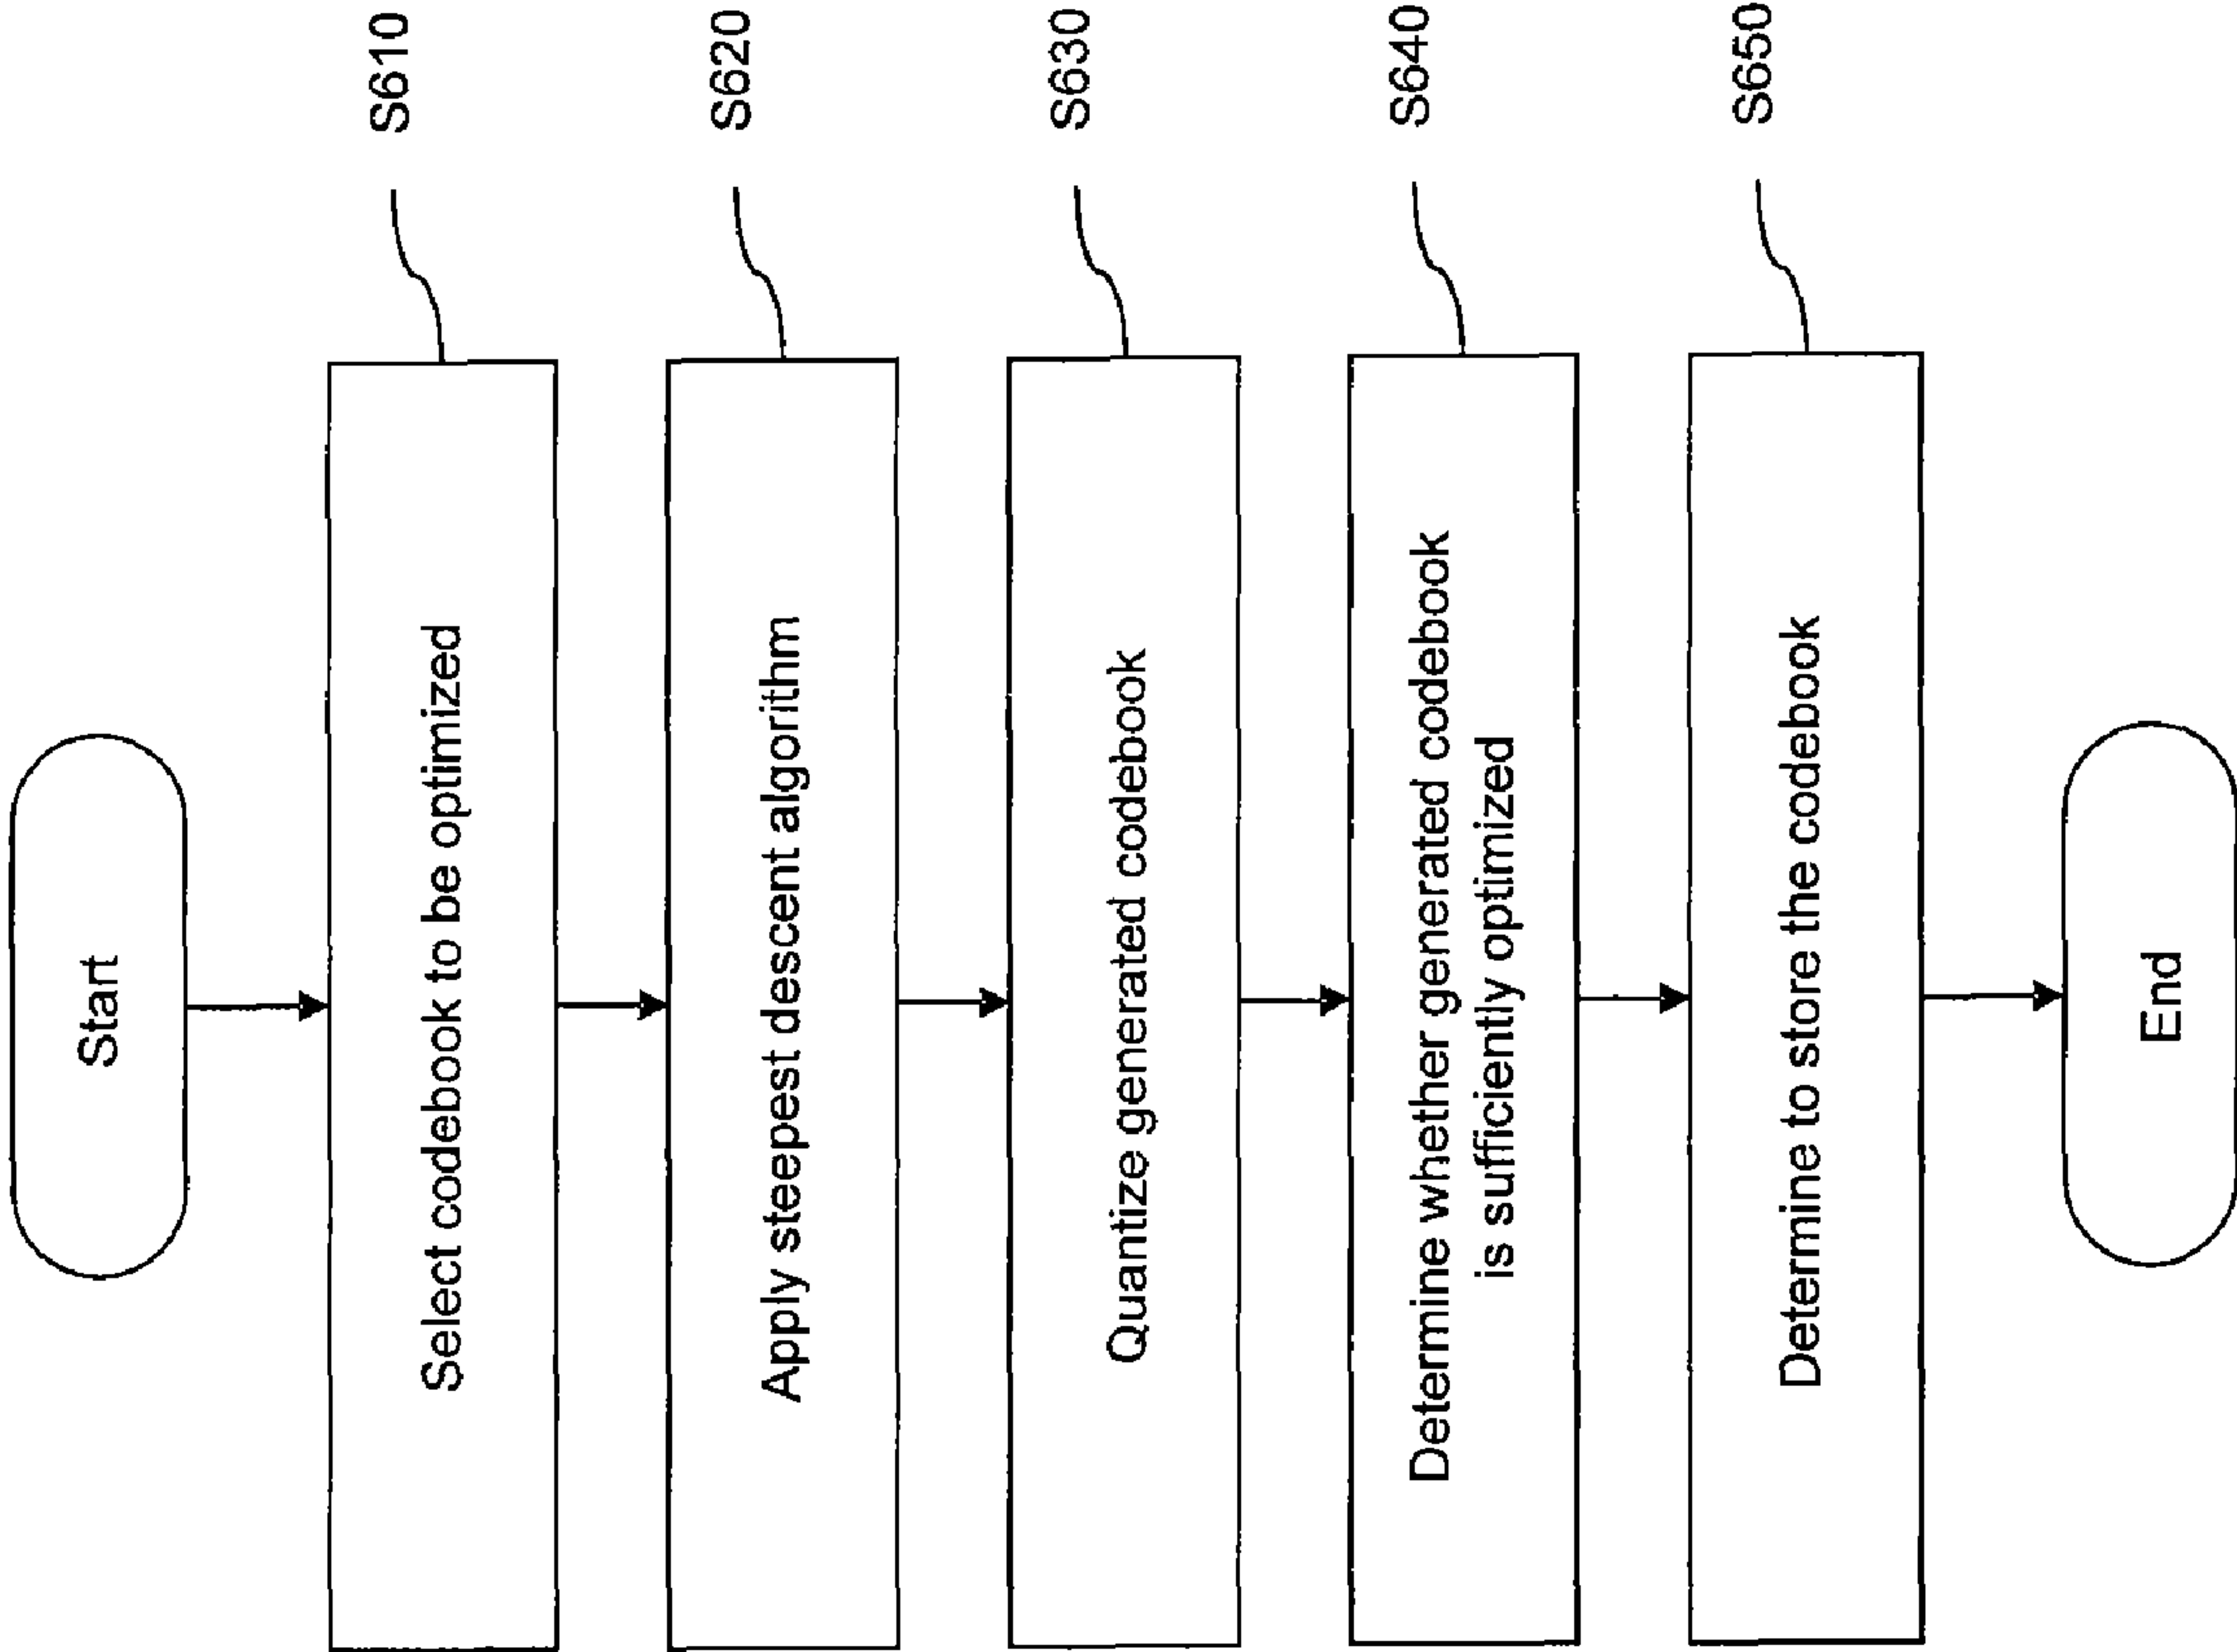 Start
Select codebook to be optimized
S610
Apply steepest descent algorithm
S620
Quantize generated codebook
S630
Determine whether generated codebook
is sufficiently optimized
S640
Determine to store the codebook
S650
End